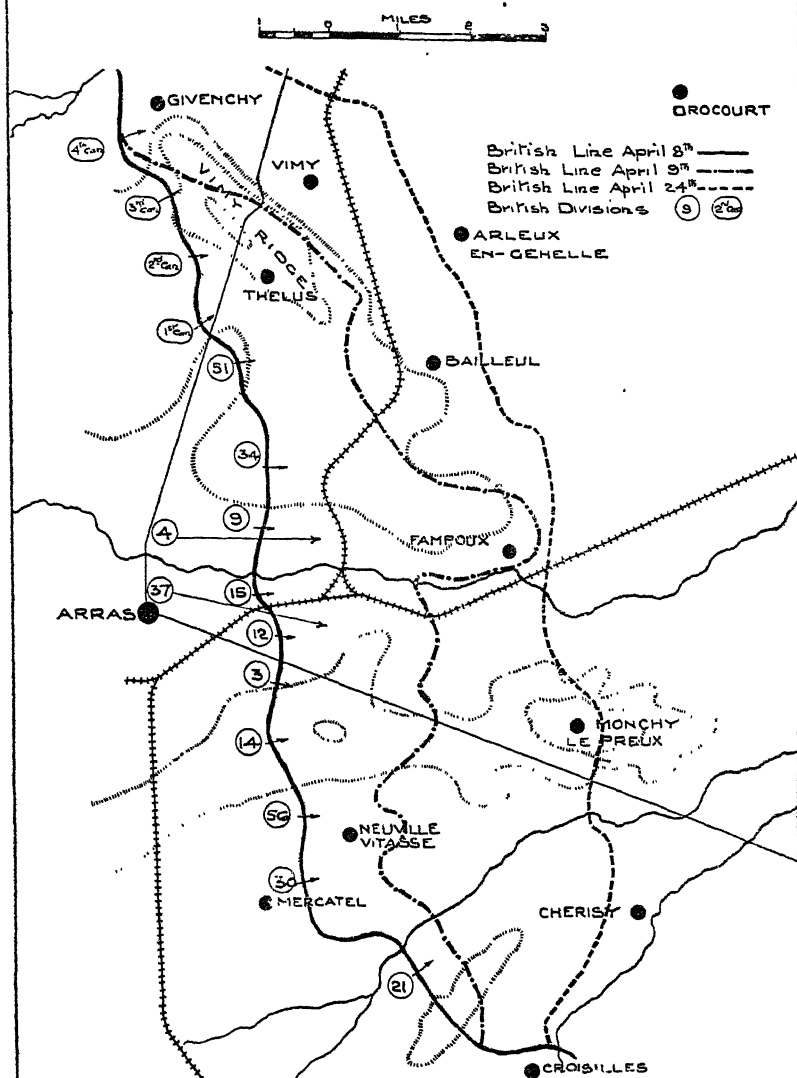 MILES
1 0 1 2 3
GIVENCHY
DROCOURT
4th Can
VIMY
British Line April 8th
British Line April 9th
British Line April 24th
British Divisions 9 2nd Can
3rd Can
VIMY RIDGE
ARLEUX
EN-GEHELLE
2nd Can
THELUS
1st Can
51
BAILLEUL
34
9
4
FAMPOUX
37
15
ARRAS
12
3
MONCHY
LE PREUX
14
56
NEUVILLE
VITASSE
30
MERCATEL
CHERISY
21
CROISILLES